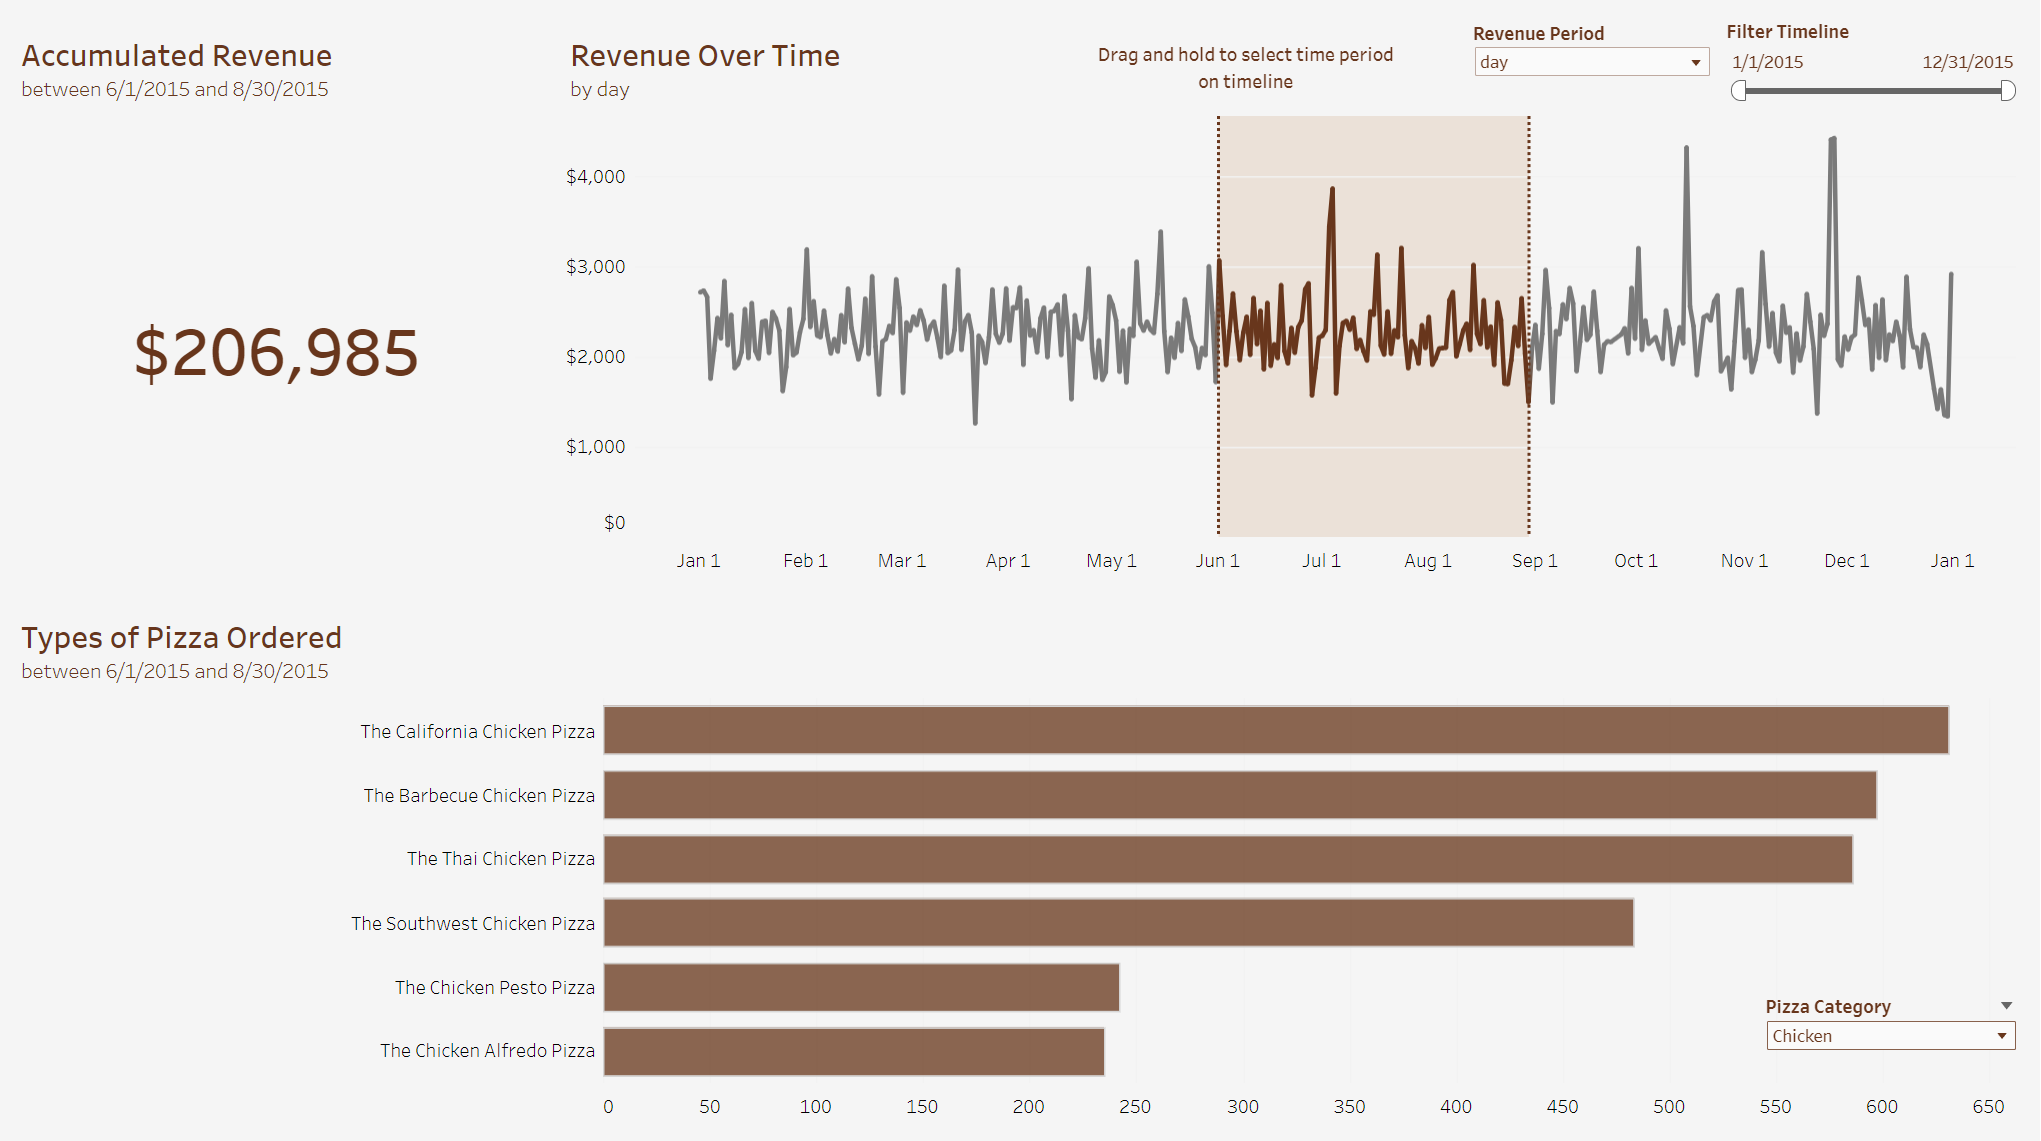 Accumulated Revenue
between 6/1/2015 and 8/30/2015
$206,985
Revenue Over Time
by day
Drag and hold to select time period
on timeline
Revenue Period
day
Filter Timeline
1/1/2015
12/31/2015
$4,000
$3,000
$2,000
$1,000
$0
Jan 1
Feb 1
Mar 1
Apr 1
May 1
Jun 1
Jul 1
Aug 1
Sep 1
Oct 1
Nov 1
Dec 1
Jan 1
Types of Pizza Ordered
between 6/1/2015 and 8/30/2015
The California Chicken Pizza
The Barbecue Chicken Pizza
The Thai Chicken Pizza
The Southwest Chicken Pizza
The Chicken Pesto Pizza
The Chicken Alfredo Pizza
Pizza Category
Chicken
0
50
100
150
200
250
300
350
400
450
500
550
600
650